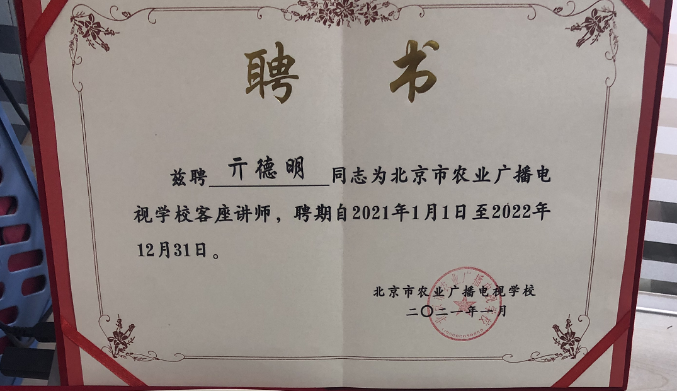 聘书
兹聘亓德明同志为北京市农业广播电
视学校客座讲师，聘期自2021年1月1日至2022年
12月31日。
北京市农业广播电视学校
二〇二一年一月